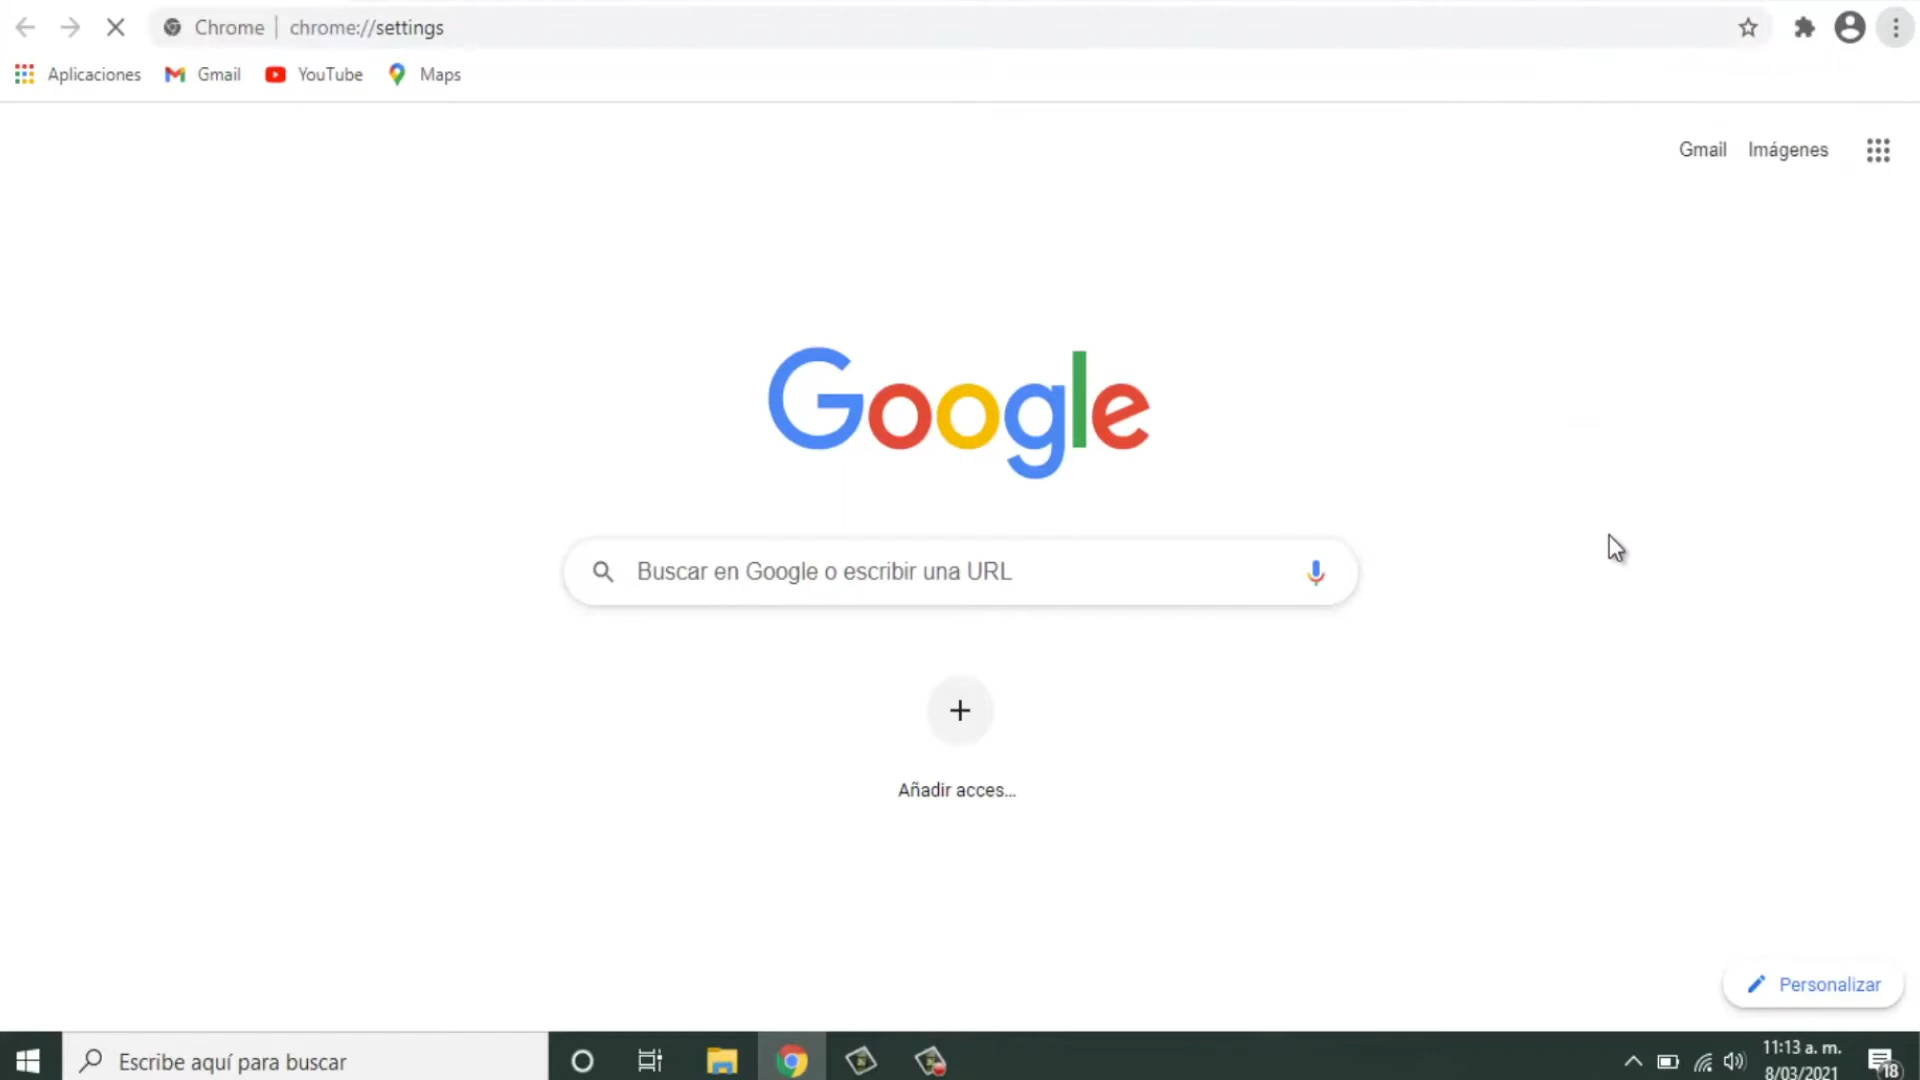 Chrome | chrome://settings
Aplicaciones Gmail YouTube Maps
Gmail Imágenes
Google
Buscar en Google o escribir una URL
Añadir acces...
Personalizar
Escribe aquí para buscar
11:13 a. m.
8/03/2021
18